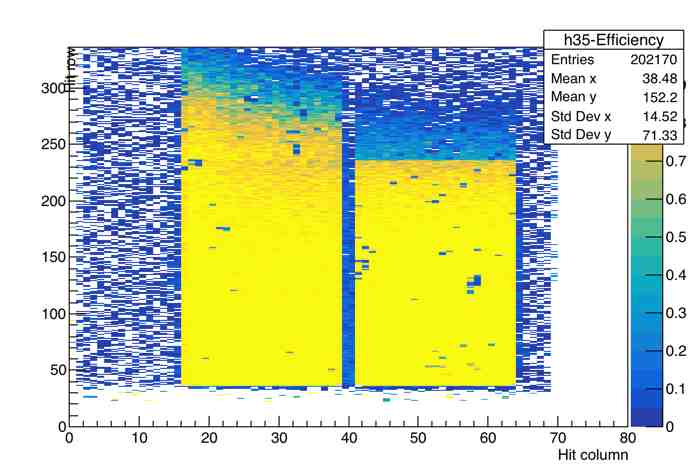 h35-Efficiency
Entries 202170
Mean x 38.48
Mean y 152.2
Std Dev x 14.52
Std Dev y 71.33
Hit row
300
250
200
150
100
50
0
0 10 20 30 40 50 60 70 80
Hit column
0.7
0.6
0.5
0.4
0.3
0.2
0.1
0